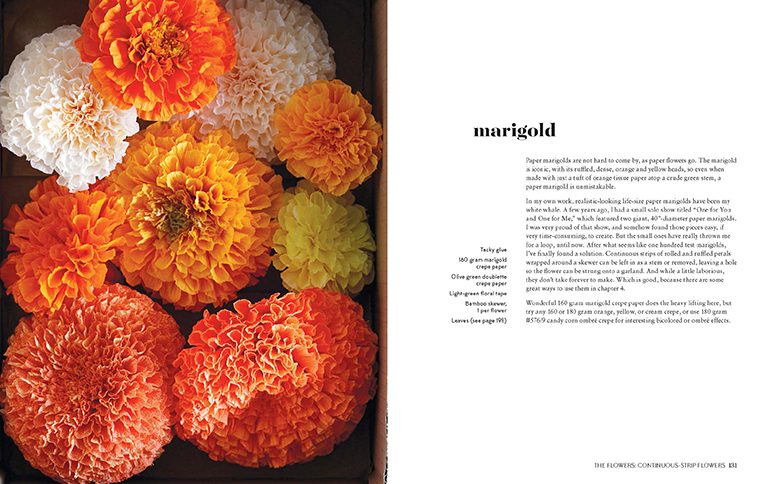 marigold
Tacky glue
180 gram marigold
crepe paper
Olive green doublette
crepe paper
Light-green floral tape
Bamboo skewer,
1 per flower
Leaves (see page 195)
Paper marigolds are not hard to come by, as paper flowers go. The marigold
is iconic, with its ruffled, dense, orange and yellow heads, so even when
made with just a tuft of orange tissue paper atop a crude green stem, a
paper marigold is unmistakable.
In my own work, realistic-looking life-size paper marigolds have been my
white whale. A few years ago, I had a small solo show titled “One for You
and One for Me,” which featured two giant, 40"-diameter paper marigolds.
I was very proud of that show, and somehow found those pieces easy, if
very time-consuming, to create. But the small ones have really thrown me
for a loop, until now. After what seems like one hundred test marigolds,
I’ve finally found a solution. Continuous strips of rolled and ruffled petals
wrapped around a skewer can be left in as a stem or removed, leaving a hole
so the flower can be strung onto a garland. And while a little laborious,
they don’t take forever to make. Which is good, because there are some
great ways to use them in chapter 4.
Wonderful 160 gram marigold crepe paper does the heavy lifting here, but
try any 160 or 180 gram orange, yellow, or cream crepe, or use 180 gram
#576/9 candy corn ombré crepe for interesting bicolored or ombré effects.
THE FLOWERS: CONTINUOUS-STRIP FLOWERS 131